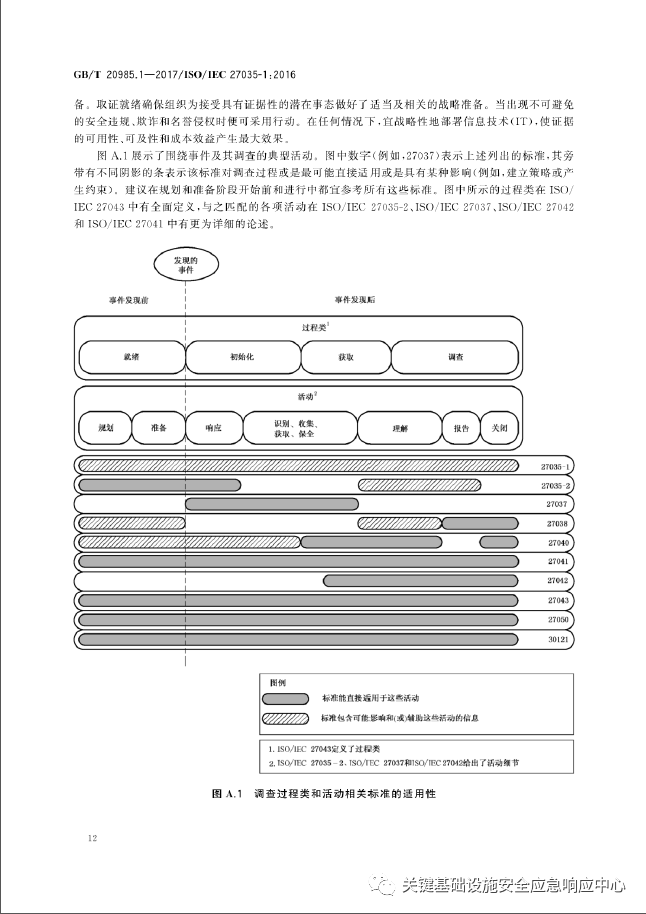 GB/T 20985.1—2017/ISO/IEC 27035-1:2016
备。取证就绪确保组织为接受具有证据性的潜在事态做好了适当及相关的战略准备。当出现不可避免
的安全违规、欺诈和名誉侵权时便可采用行动。在任何情况下,宜战略性地部署信息技术(IT),使证据
的可用性、可及性和成本效益产生最大效果。
图 A.1 展示了围绕事件及其调查的典型活动。图中数字(例如,27037)表示上述列出的标准,其旁
带有不同阴影的条表示该标准对调查过程或是最可能直接适用或是具有某种影响(例如,建立策略或产
生约束)。建议在规划和准备阶段开始前和进行中都宜参考所有这些标准。图中所示的过程类在 ISO/
IEC 27043 中有全面定义,与之匹配的各项活动在 ISO/IEC 27035-2、ISO/IEC 27037、ISO/IEC 27042
和 ISO/IEC 27041 中有更为详细的论述。
发现的
事件
事件发现前
事件发现后
过程类1
就绪
初始化
获取
调查
活动2
规划
准备
响应
识别、收集、
获取、保全
理解
报告
关闭
27035-1
27035-2
27037
27038
27040
27041
27042
27043
27050
30121
图例
标准能直接适用于这些活动
标准包含可能影响和(或)辅助这些活动的信息
1. ISO/IEC 27043定义了过程类
2. ISO/IEC 27035-2、ISO/IEC 27037和ISO/IEC 27042给出了活动细节
图 A.1 调查过程类和活动相关标准的适用性
12
关键基础设施安全应急响应中心